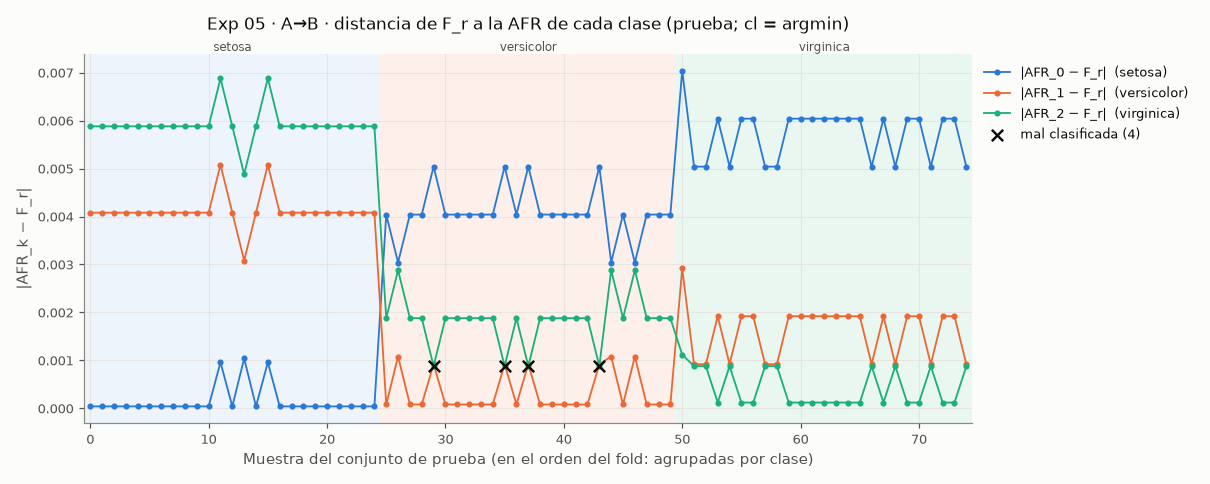 Exp 05 · A→B · distancia de F_r a la AFR de cada clase (prueba; cl = argmin)
setosa versicolor virginica
|AFR_k − F_r|
0.007
0.006
0.005
0.004
0.003
0.002
0.001
0.000
0 10 20 30 40 50 60 70
Muestra del conjunto de prueba (en el orden del fold: agrupadas por clase)
|AFR_0 − F_r| (setosa)
|AFR_1 − F_r| (versicolor)
|AFR_2 − F_r| (virginica)
mal clasificada (4)